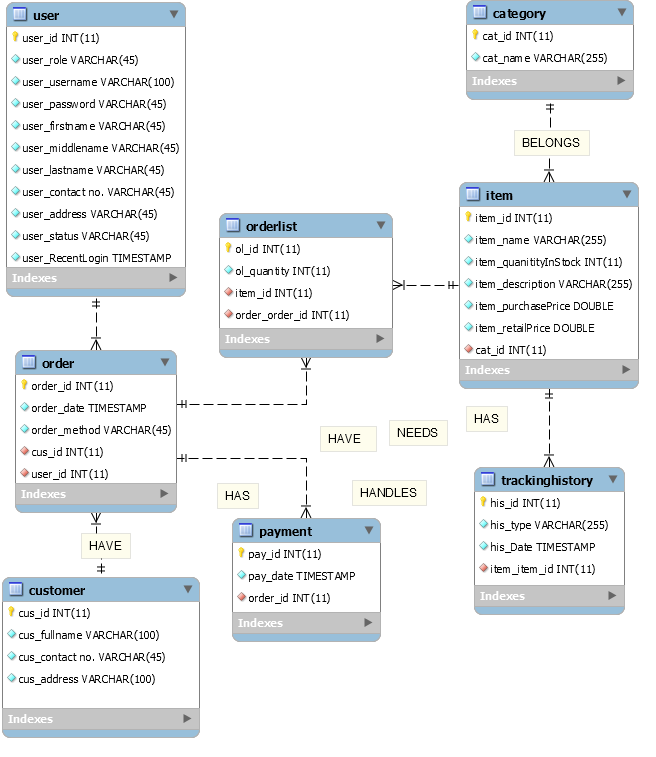 user
user_id INT(11)
user_role VARCHAR(45)
user_username VARCHAR(100)
user_password VARCHAR(45)
user_firstname VARCHAR(45)
user_middlename VARCHAR(45)
user_lastname VARCHAR(45)
user_contact no. VARCHAR(45)
user_address VARCHAR(45)
user_status VARCHAR(45)
user_RecentLogin TIMESTAMP
Indexes
category
cat_id INT(11)
cat_name VARCHAR(255)
Indexes
BELONGS
orderlist
ol_id INT(11)
ol_quantity INT(11)
item_id INT(11)
order_order_id INT(11)
Indexes
item
item_id INT(11)
item_name VARCHAR(255)
item_quanitityInStock INT(11)
item_description VARCHAR(255)
item_purchasePrice DOUBLE
item_retailPrice DOUBLE
cat_id INT(11)
Indexes
order
order_id INT(11)
order_date TIMESTAMP
order_method VARCHAR(45)
cus_id INT(11)
user_id INT(11)
Indexes
HAVE
NEEDS
HAS
HAS
HANDLES
HAVE
payment
pay_id INT(11)
pay_date TIMESTAMP
order_id INT(11)
Indexes
trackinghistory
his_id INT(11)
his_type VARCHAR(255)
his_Date TIMESTAMP
item_item_id INT(11)
Indexes
customer
cus_id INT(11)
cus_fullname VARCHAR(100)
cus_contact no. VARCHAR(45)
cus_address VARCHAR(100)
Indexes